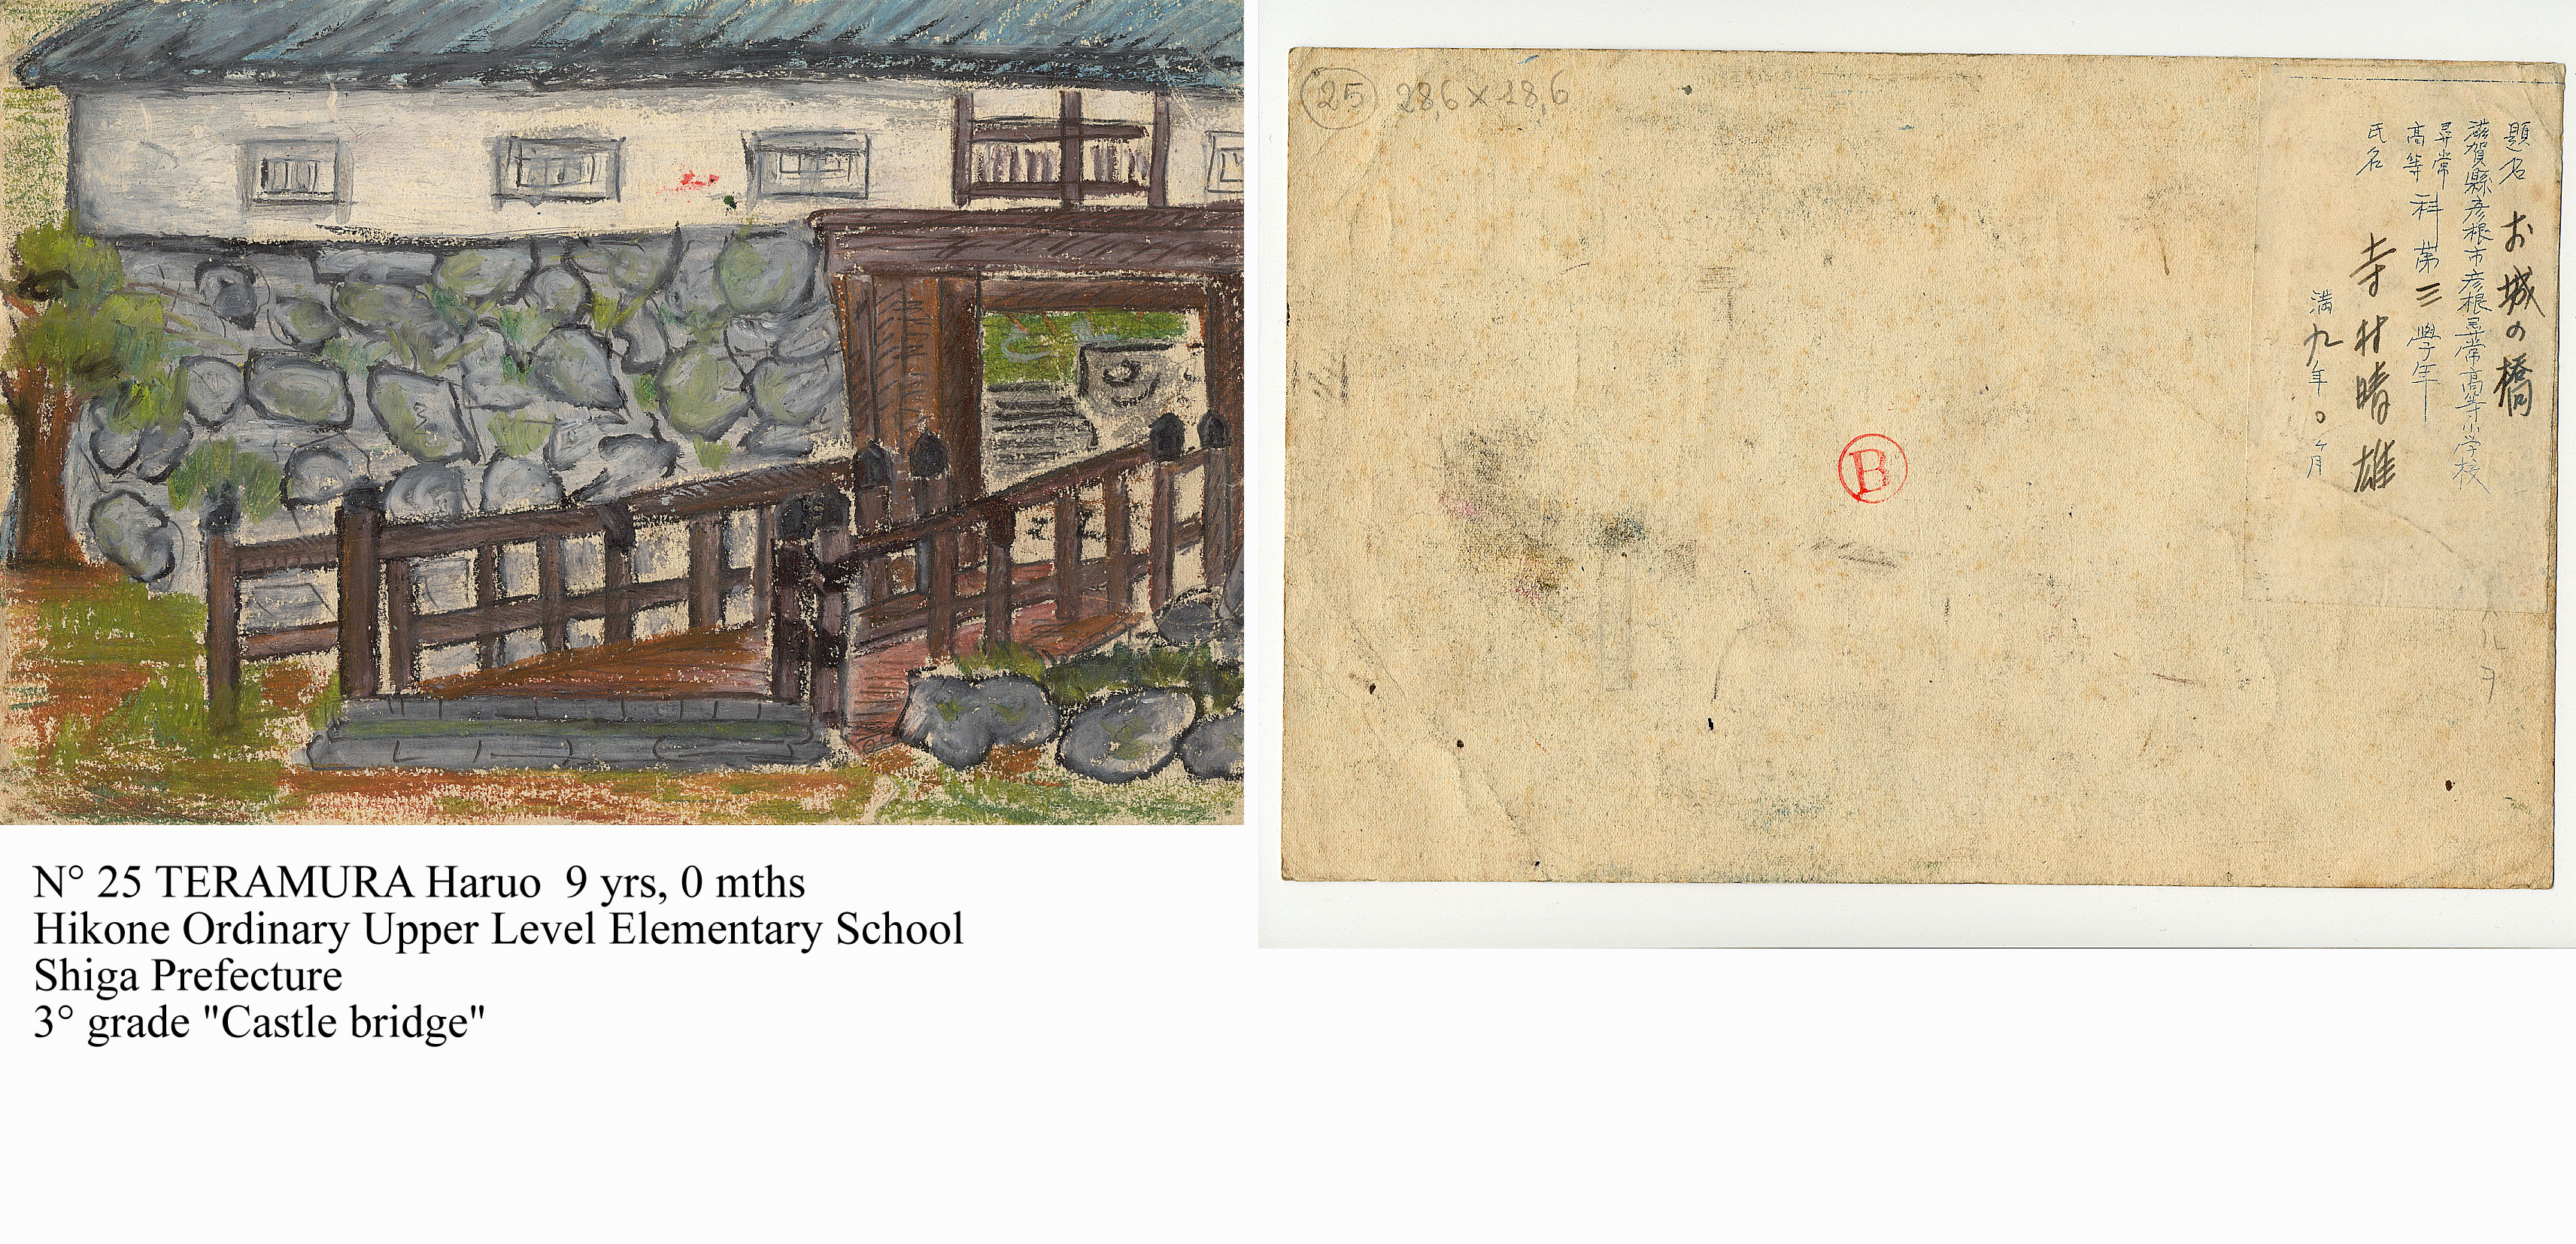 N° 25 TERAMURA Haruo  9 yrs, 0 mths
Hikone Ordinary Upper Level Elementary School
Shiga Prefecture
3° grade "Castle bridge"
25 28,6 x 18,6
題名 お城の橋
滋賀縣彦根市彦根尋常高等小学校
尋常
高等 科 第三學年
氏名 寺村晴雄
満九年0ヶ月
B